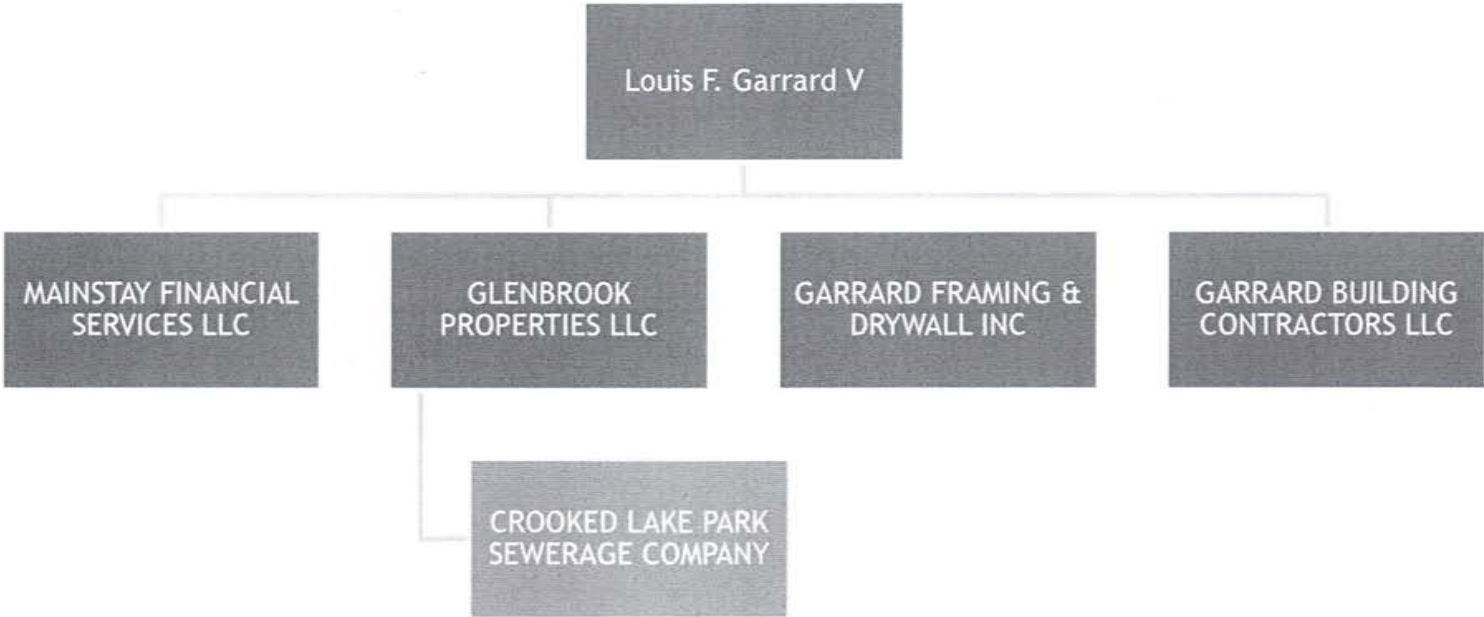 Louis F. Garrard V
MAINSTAY FINANCIAL
SERVICES LLC
GLENBROOK
PROPERTIES LLC
GARRARD FRAMING &
DRYWALL INC
GARRARD BUILDING
CONTRACTORS LLC
CROOKED LAKE PARK
SEWERAGE COMPANY